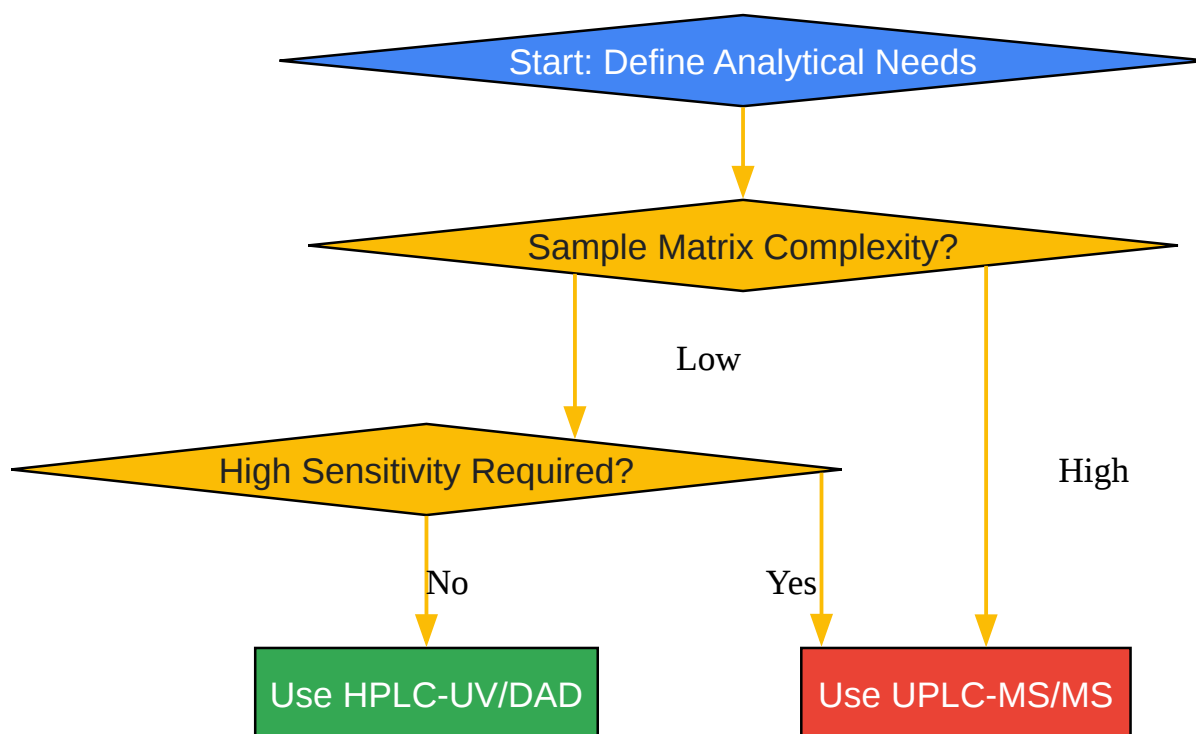 Start: Define Analytical Needs
Sample Matrix Complexity?
Low
High Sensitivity Required?
High
No
Yes
Use HPLC-UV/DAD
Use UPLC-MS/MS